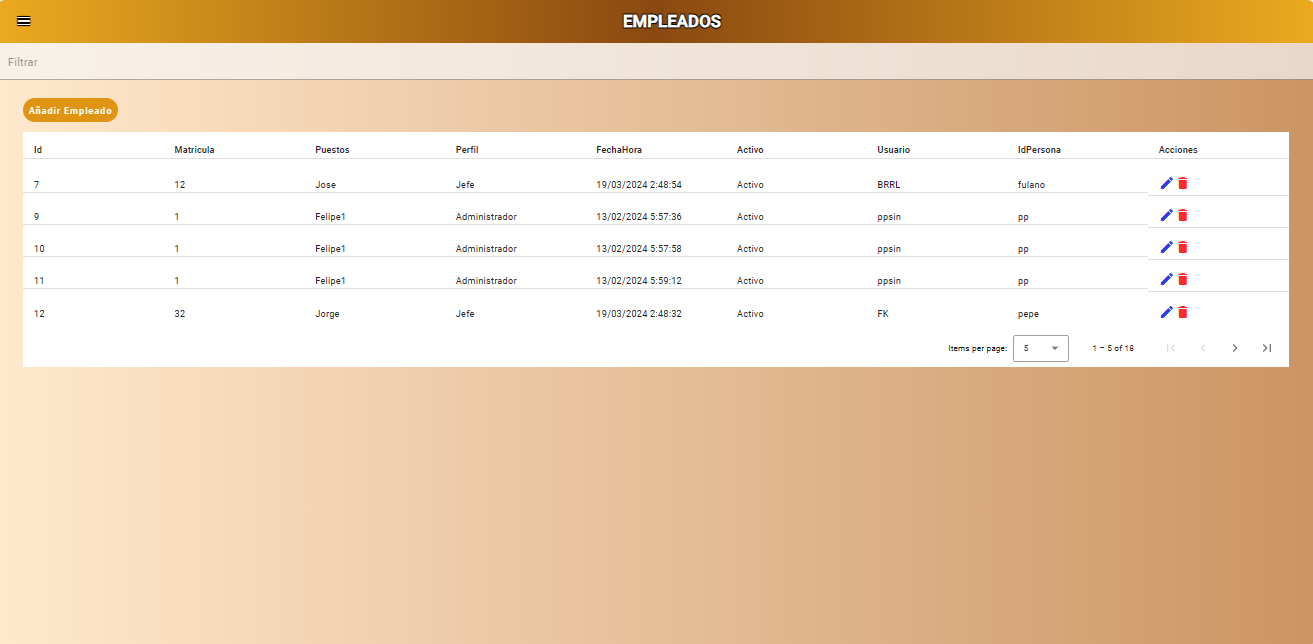 EMPLEADOS
Filtrar
Añadir Empleado
Id Matricula Puestos Perfil FechaHora Activo Usuario IdPersona Acciones
7 12 Jose Jefe 19/03/2024 2:48:54 Activo BRRL fulano
9 1 Felipe1 Administrador 13/02/2024 5:57:36 Activo ppsin pp
10 1 Felipe1 Administrador 13/02/2024 5:57:58 Activo ppsin pp
11 1 Felipe1 Administrador 13/02/2024 5:59:12 Activo ppsin pp
12 32 Jorge Jefe 19/03/2024 2:48:32 Activo FK pepe
Items per page: 5 1 – 5 of 18